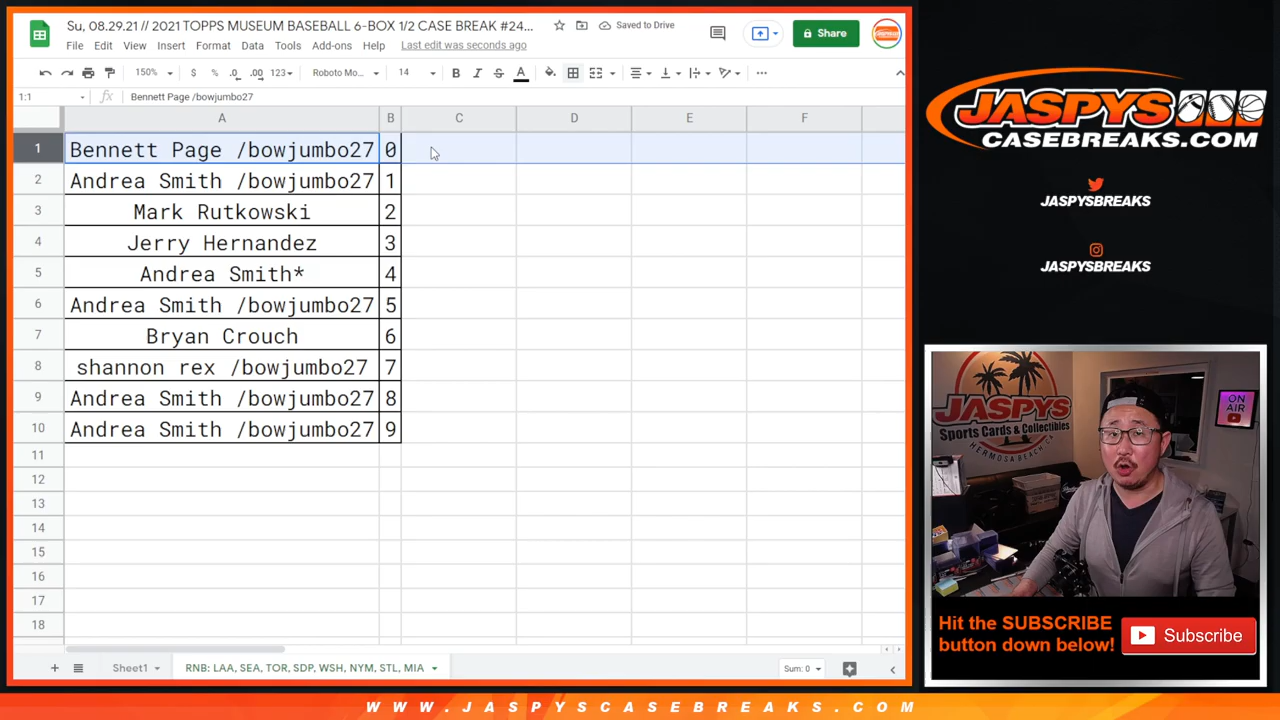 Su, 08.29.21 // 2021 TOPPS MUSEUM BASEBALL 6-BOX 1/2 CASE BREAK #24...
Saved to Drive
File Edit View Insert Format Data Tools Add-ons Help Last edit was seconds ago
Share
150% $ % .0 .00 123 Roboto Mo... 14 B I S A
1:1 fx Bennett Page /bowjumbo27
A B C D E F
1 Bennett Page /bowjumbo27 0
2 Andrea Smith /bowjumbo27 1
3 Mark Rutkowski 2
4 Jerry Hernandez 3
5 Andrea Smith* 4
6 Andrea Smith /bowjumbo27 5
7 Bryan Crouch 6
8 shannon rex /bowjumbo27 7
9 Andrea Smith /bowjumbo27 8
10 Andrea Smith /bowjumbo27 9
11
12
13
14
15
16
17
18
Sheet1 RNB: LAA, SEA, TOR, SDP, WSH, NYM, STL, MIA Sum: 0
JASPYS
CASEBREAKS.COM
JASPYSBREAKS
JASPYSBREAKS
JASPYS
Sports Cards & Collectibles
HERMOSA BEACH, CA
ON
AIR
Hit the SUBSCRIBE
button down below!
Subscribe
WWW.JASPYSCASEBREAKS.COM